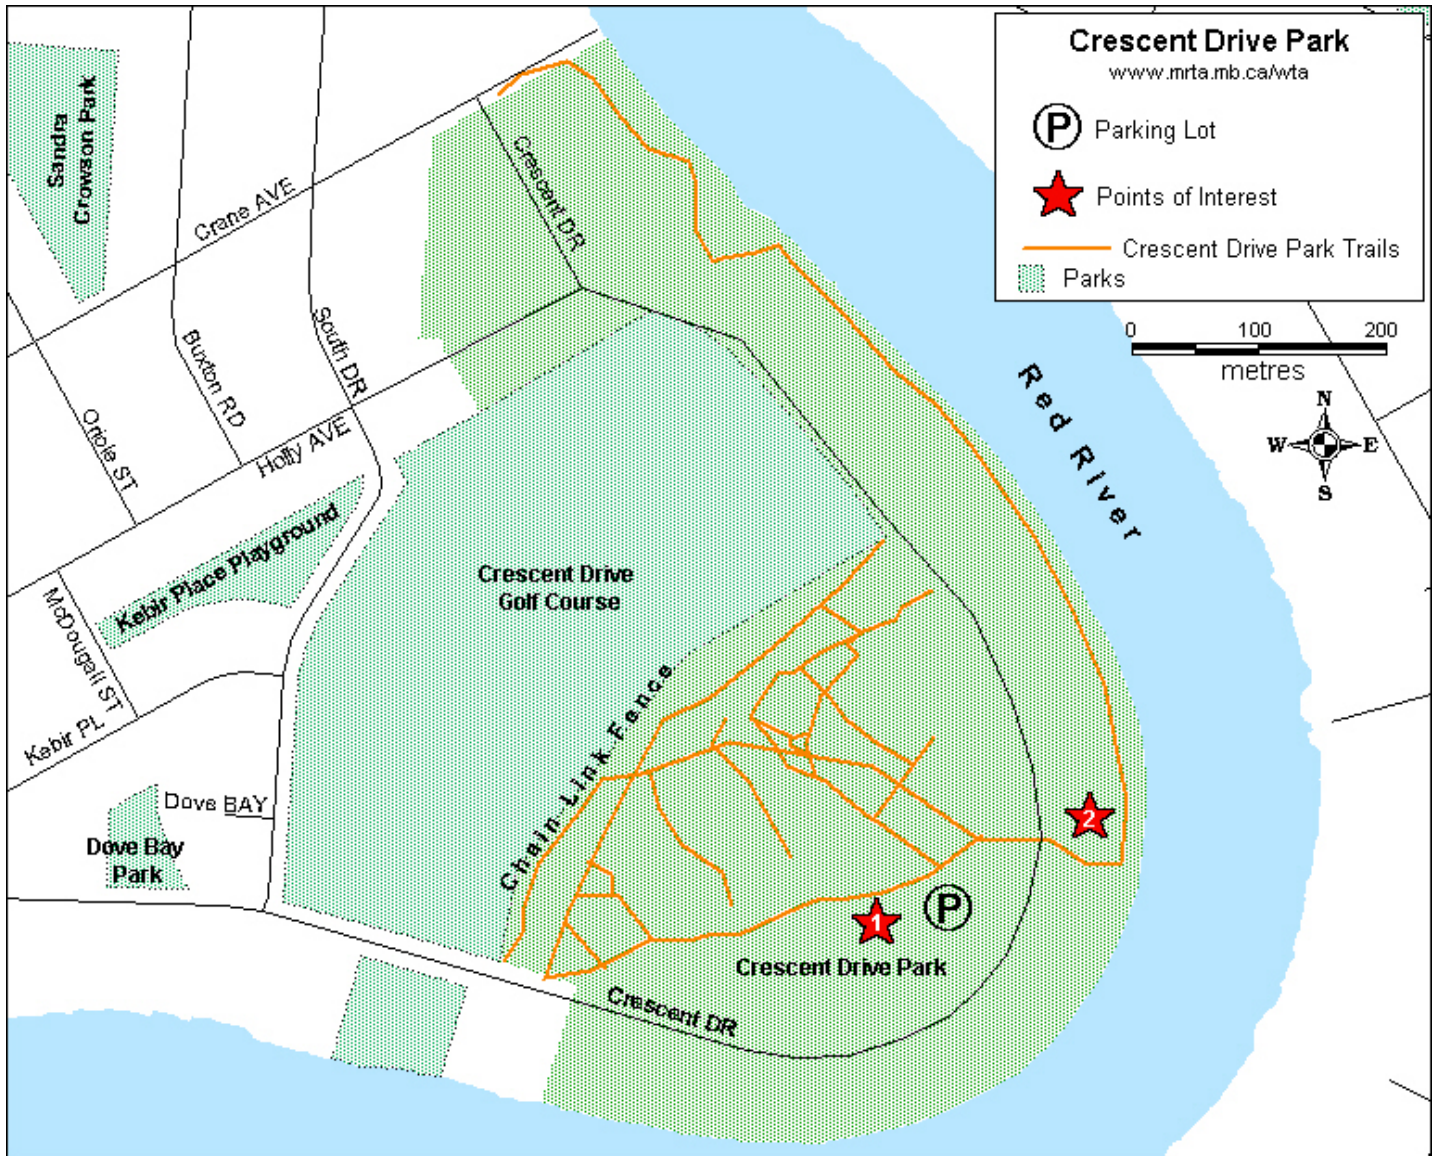 Crescent Drive Park
www.mrta.mb.ca/wta
P Parking Lot
Points of Interest
Crescent Drive Park Trails
Parks
0 100 200
metres
N
W E
S
Sandra
Crowson Park
Crane AVE
Crescent DR
Buxton RD
South DR
Oriole ST
Holly AVE
Red River
Kebir Place Playground
Crescent Drive
Golf Course
McDougall ST
Kebir PL
Chain Link Fence
Dove BAY
Dove Bay
Park
2
1
P
Crescent Drive Park
Crescent DR